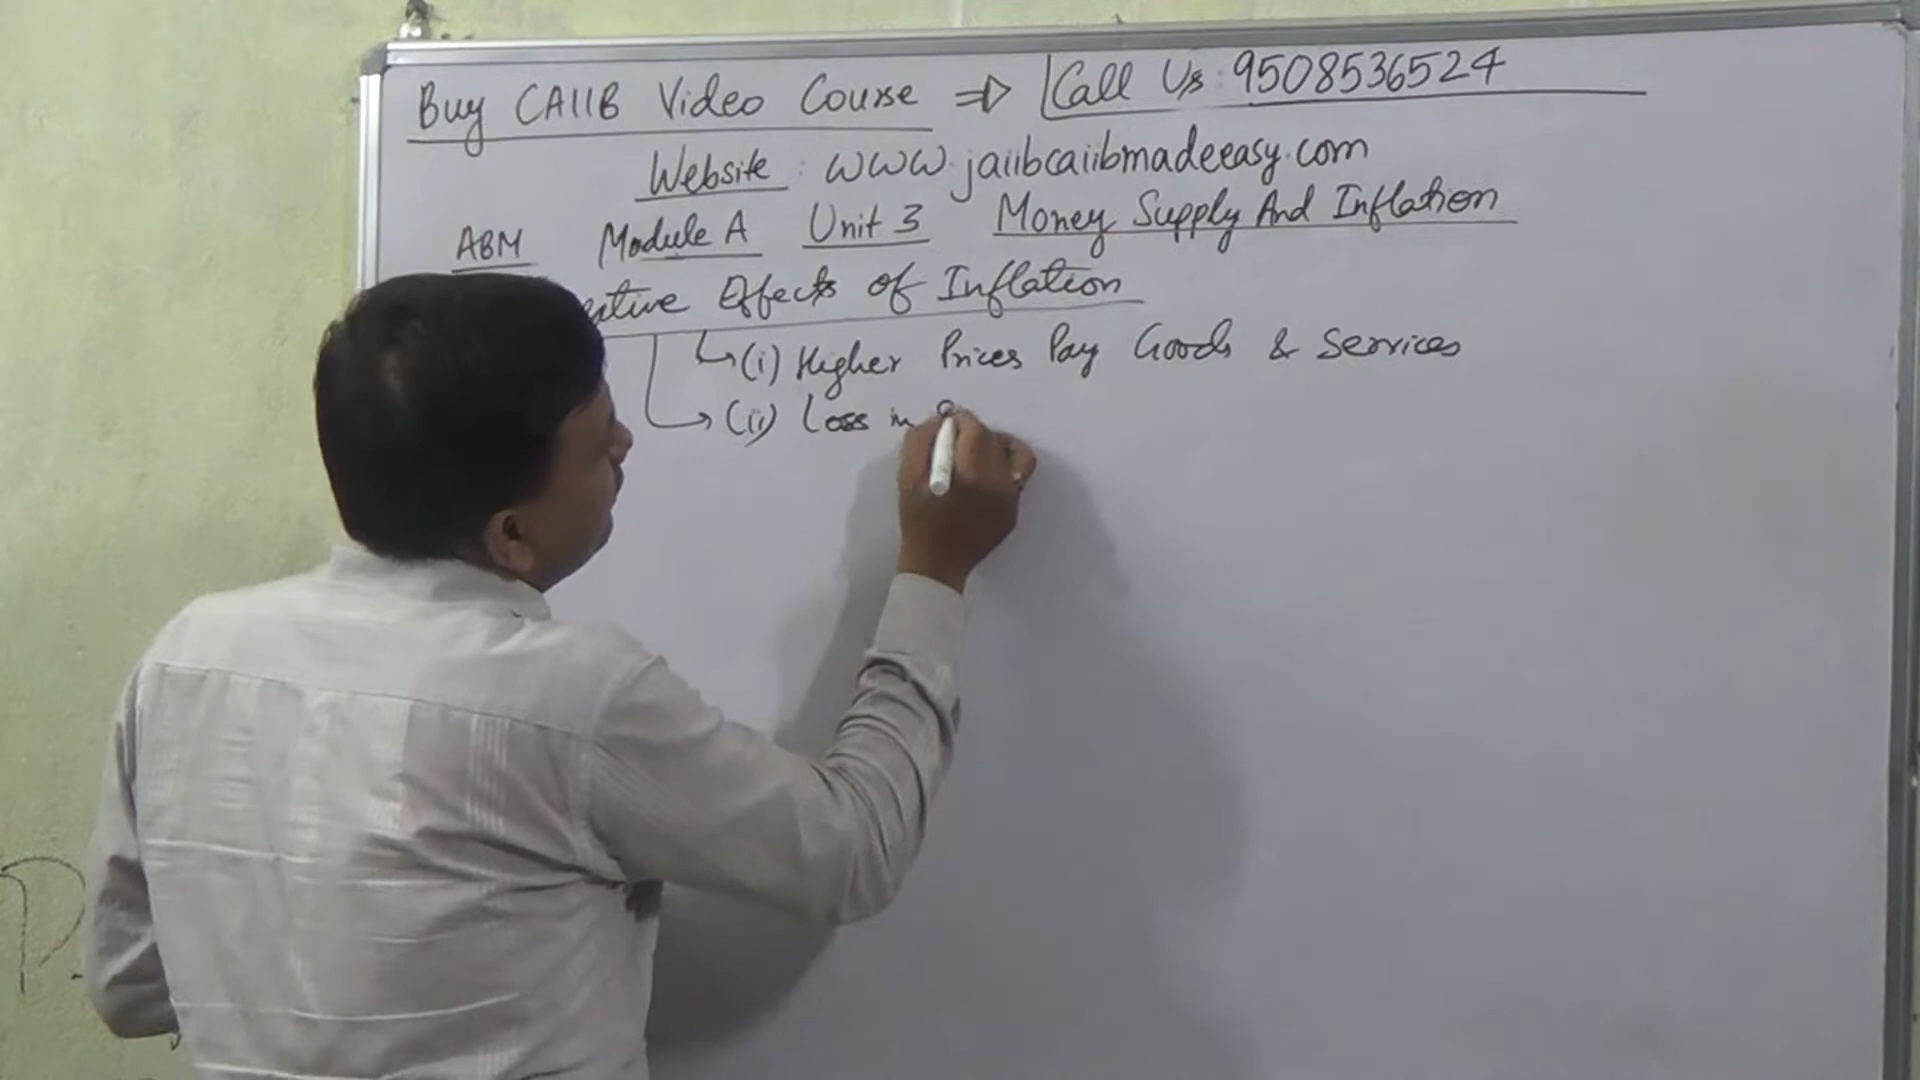 Buy CAIIB Video Course ⇒ Call Us: 9508536524
Website: www.jaiibcaiibmadeeasy.com
ABM Module A Unit 3 Money Supply And Inflation
Effects of Inflation
(i) Higher Prices Pay Goods & Services
(ii) Loss in